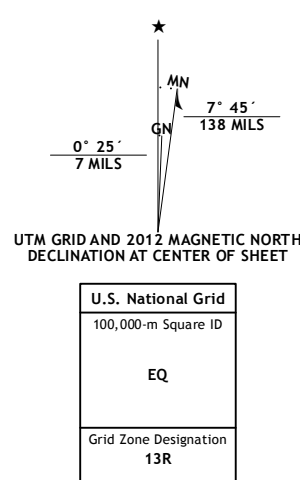 ★
MN
GN
7° 45´
138 MILS
0° 25´
7 MILS
UTM GRID AND 2012 MAGNETIC NORTH
DECLINATION AT CENTER OF SHEET
U.S. National Grid
100,000-m Square ID
EQ
Grid Zone Designation
13R